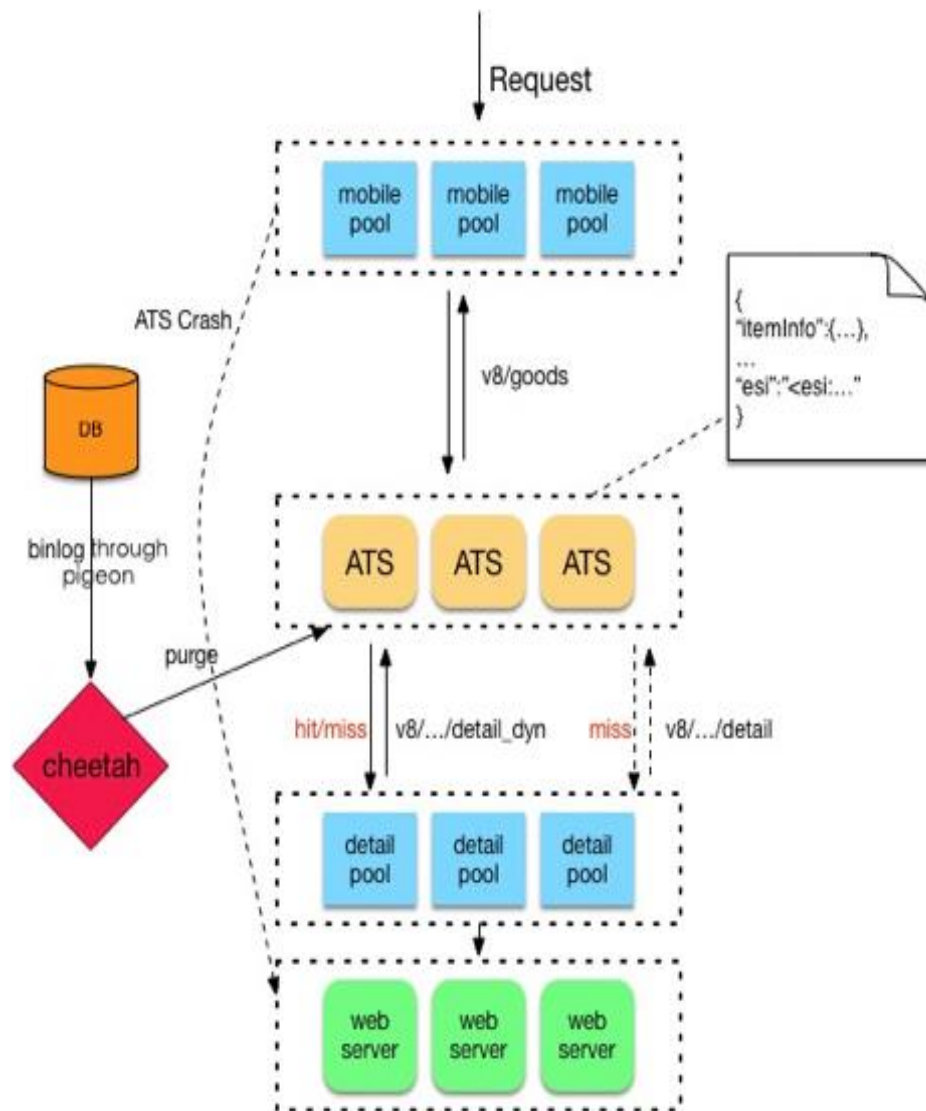 Request
mobile
pool
mobile
pool
mobile
pool
ATS Crash
v8/goods
{
“itemInfo”:{...},
...
“esi”:”<esi:...”
}
DB
binlog through
pigeon
ATS
ATS
ATS
purge
hit/miss
v8/.../detail_dyn
miss
v8/.../detail
cheetah
detail
pool
detail
pool
detail
pool
web
server
web
server
web
server